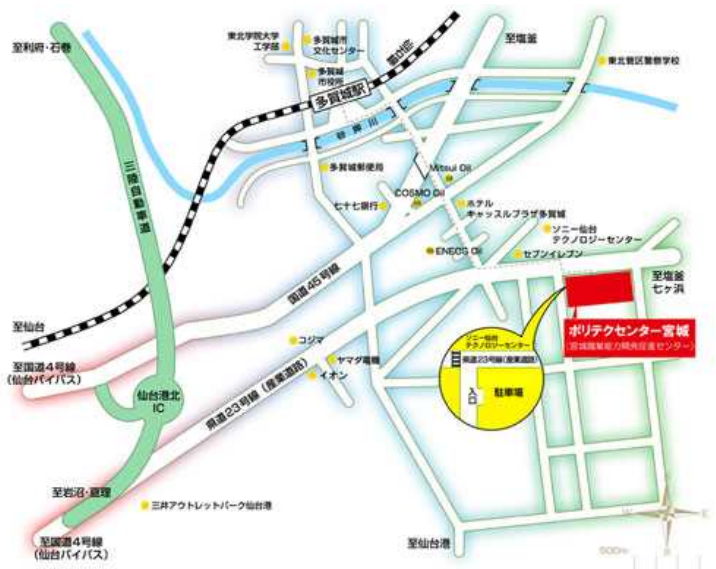 至利府・石巻
東北学院大学
工学部
多賀城市
文化センター
多賀城
市役所
仙石線
至塩釜
東北管区警察学校
多賀城駅
砂押川
多賀城郵便局
Mitsui Oil
COSMO Oil
七十七銀行
ホテル
キャッスルプラザ多賀城
ソニー仙台
テクノロジーセンター
ENEOS Oil
セブンイレブン
三陸自動車道
国道45号線
至塩釜
七ヶ浜
至仙台
ポリテクセンター宮城
(宮城職業能力開発促進センター)
コジマ
ヤマダ電機
イオン
ソニー仙台
テクノロジーセンター
県道23号線(産業道路)
入口
駐車場
至国道4号線
(仙台バイパス)
仙台港北
IC
県道23号線(産業道路)
至岩沼・亘理
三井アウトレットパーク仙台港
至国道4号線
(仙台バイパス)
至仙台港
500m